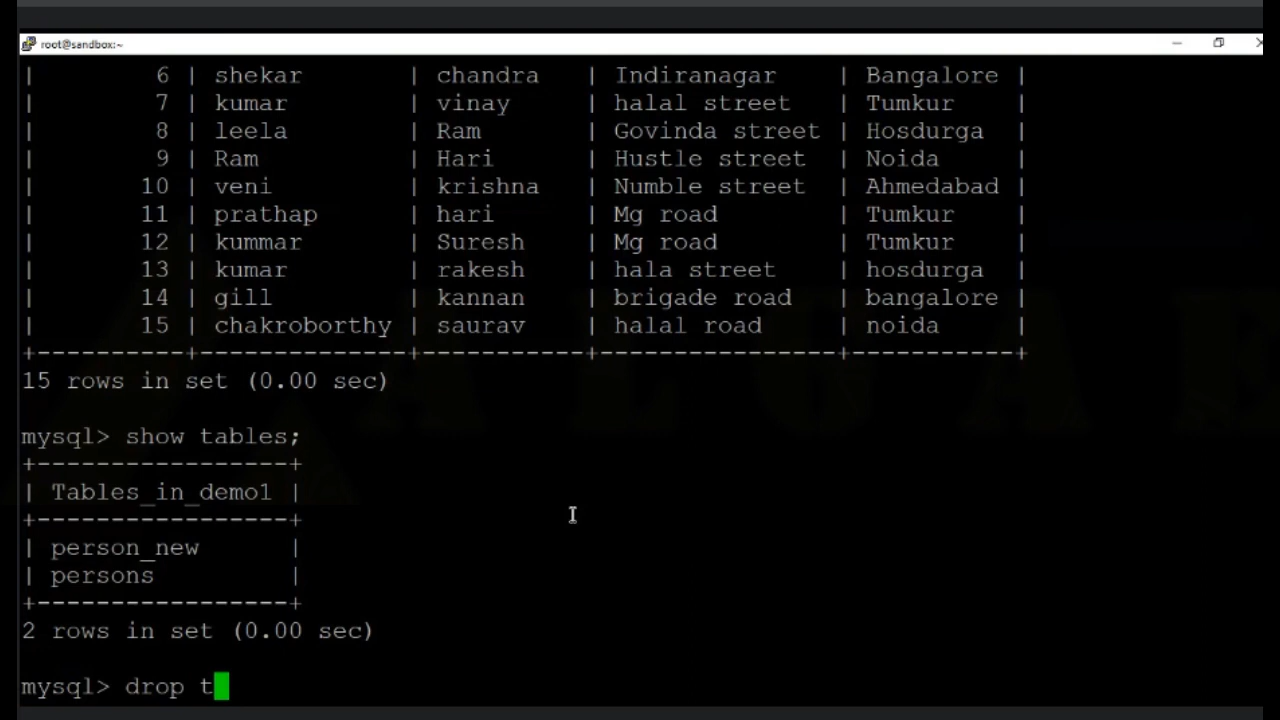 root@sandbox:~
| 6 | shekar | chandra | Indiranagar | Bangalore |
| 7 | kumar | vinay | halal street | Tumkur |
| 8 | leela | Ram | Govinda street | Hosdurga |
| 9 | Ram | Hari | Hustle street | Noida |
| 10 | veni | krishna | Numble street | Ahmedabad |
| 11 | prathap | hari | Mg road | Tumkur |
| 12 | kummar | Suresh | Mg road | Tumkur |
| 13 | kumar | rakesh | hala street | hosdurga |
| 14 | gill | kannan | brigade road | bangalore |
| 15 | chakroborthy | saurav | halal road | noida |
+----------+--------------+-----------+----------------+-----------+
15 rows in set (0.00 sec)
mysql> show tables;
+-----------------+
| Tables_in_demo1 |
+-----------------+
| person_new |
| persons |
+-----------------+
2 rows in set (0.00 sec)
mysql> drop t